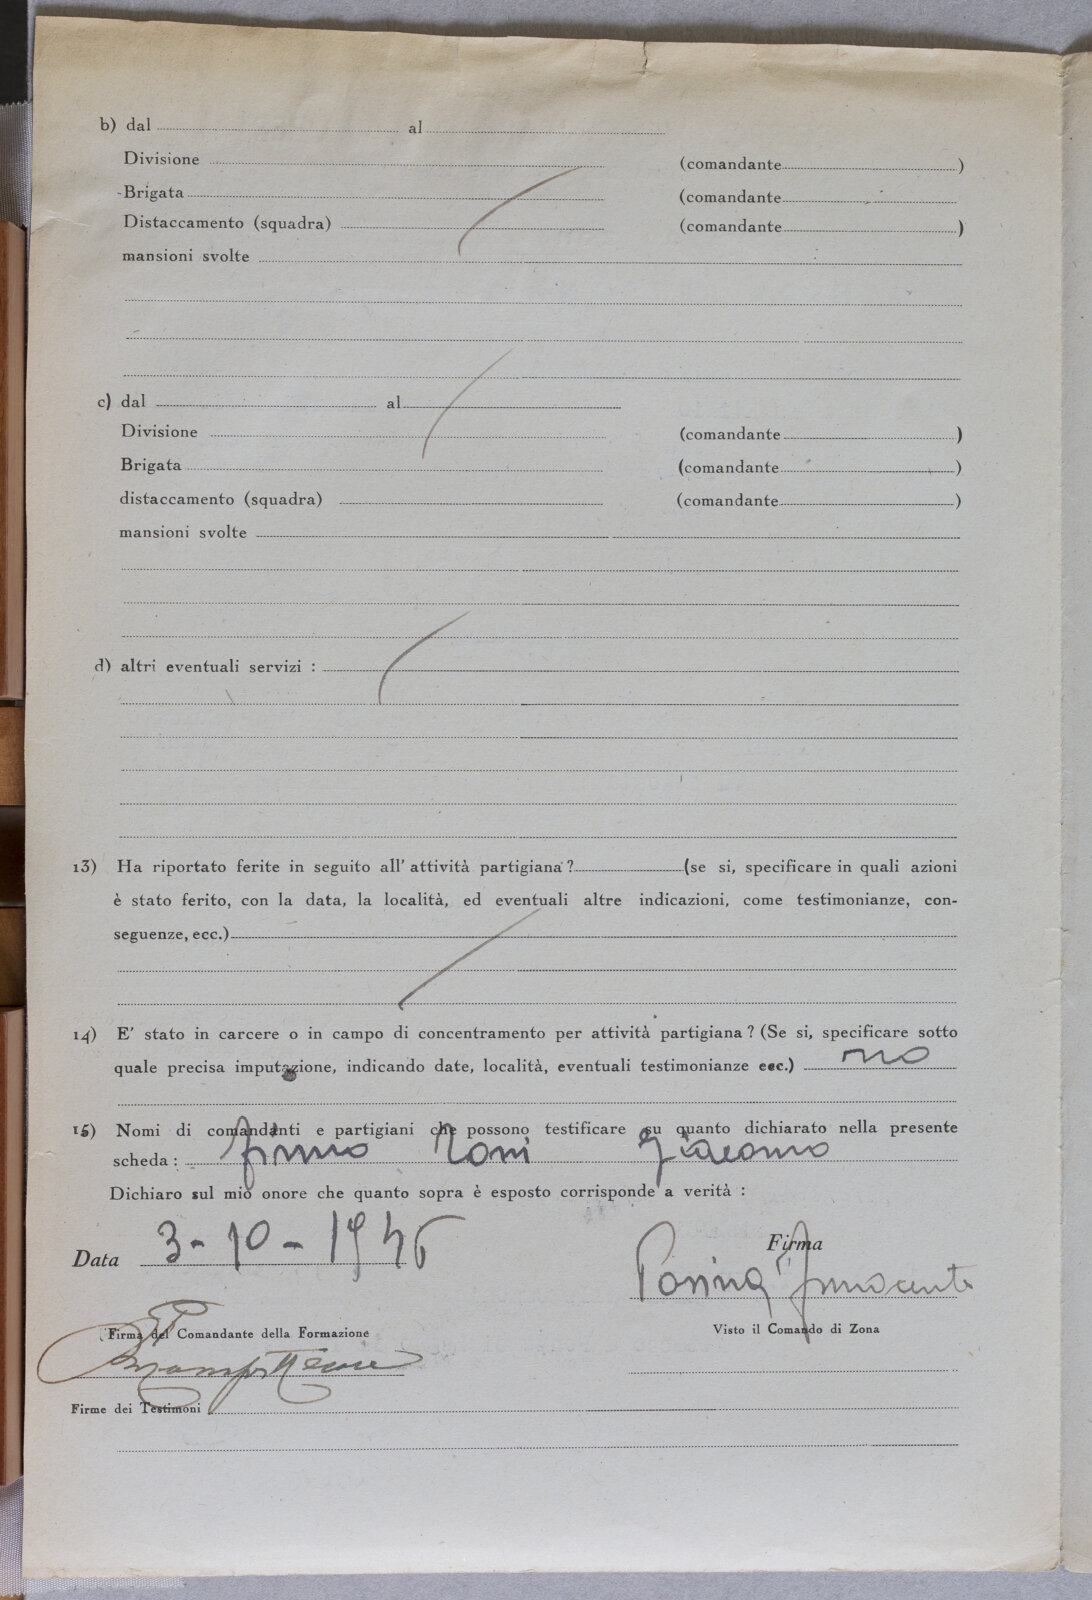 b) dal al
Divisione (comandante )
Brigata (comandante
Distaccamento (squadra) (comandante )
mansioni svolte
c) dal al
Divisione (comandante )
Brigata (comandante )
distaccamento (squadra) (comandante )
mansioni svolte
d) altri eventuali servizi :
13) Ha riportato ferite in seguito all' attività partigiana ? (se si, specificare in quali azioni
è stato ferito, con la data, la località, ed eventuali altre indicazioni, come testimonianze, con-
seguenze, ecc.)
14) E' stato in carcere o in campo di concentramento per attività partigiana ? (Se si, specificare sotto
quale precisa imputazione, indicando date, località, eventuali testimonianze ecc.) no
15) Nomi di comandanti e partigiani che possono testificare su quanto dichiarato nella presente
scheda : Firmo Toni Giacomo
Dichiaro sul mio onore che quanto sopra è esposto corrisponde a verità :
Data 3-10-1946
Firma
Innocente
Firma del Comandante della Formazione
Visto il Comando di Zona
Firme dei Testimoni